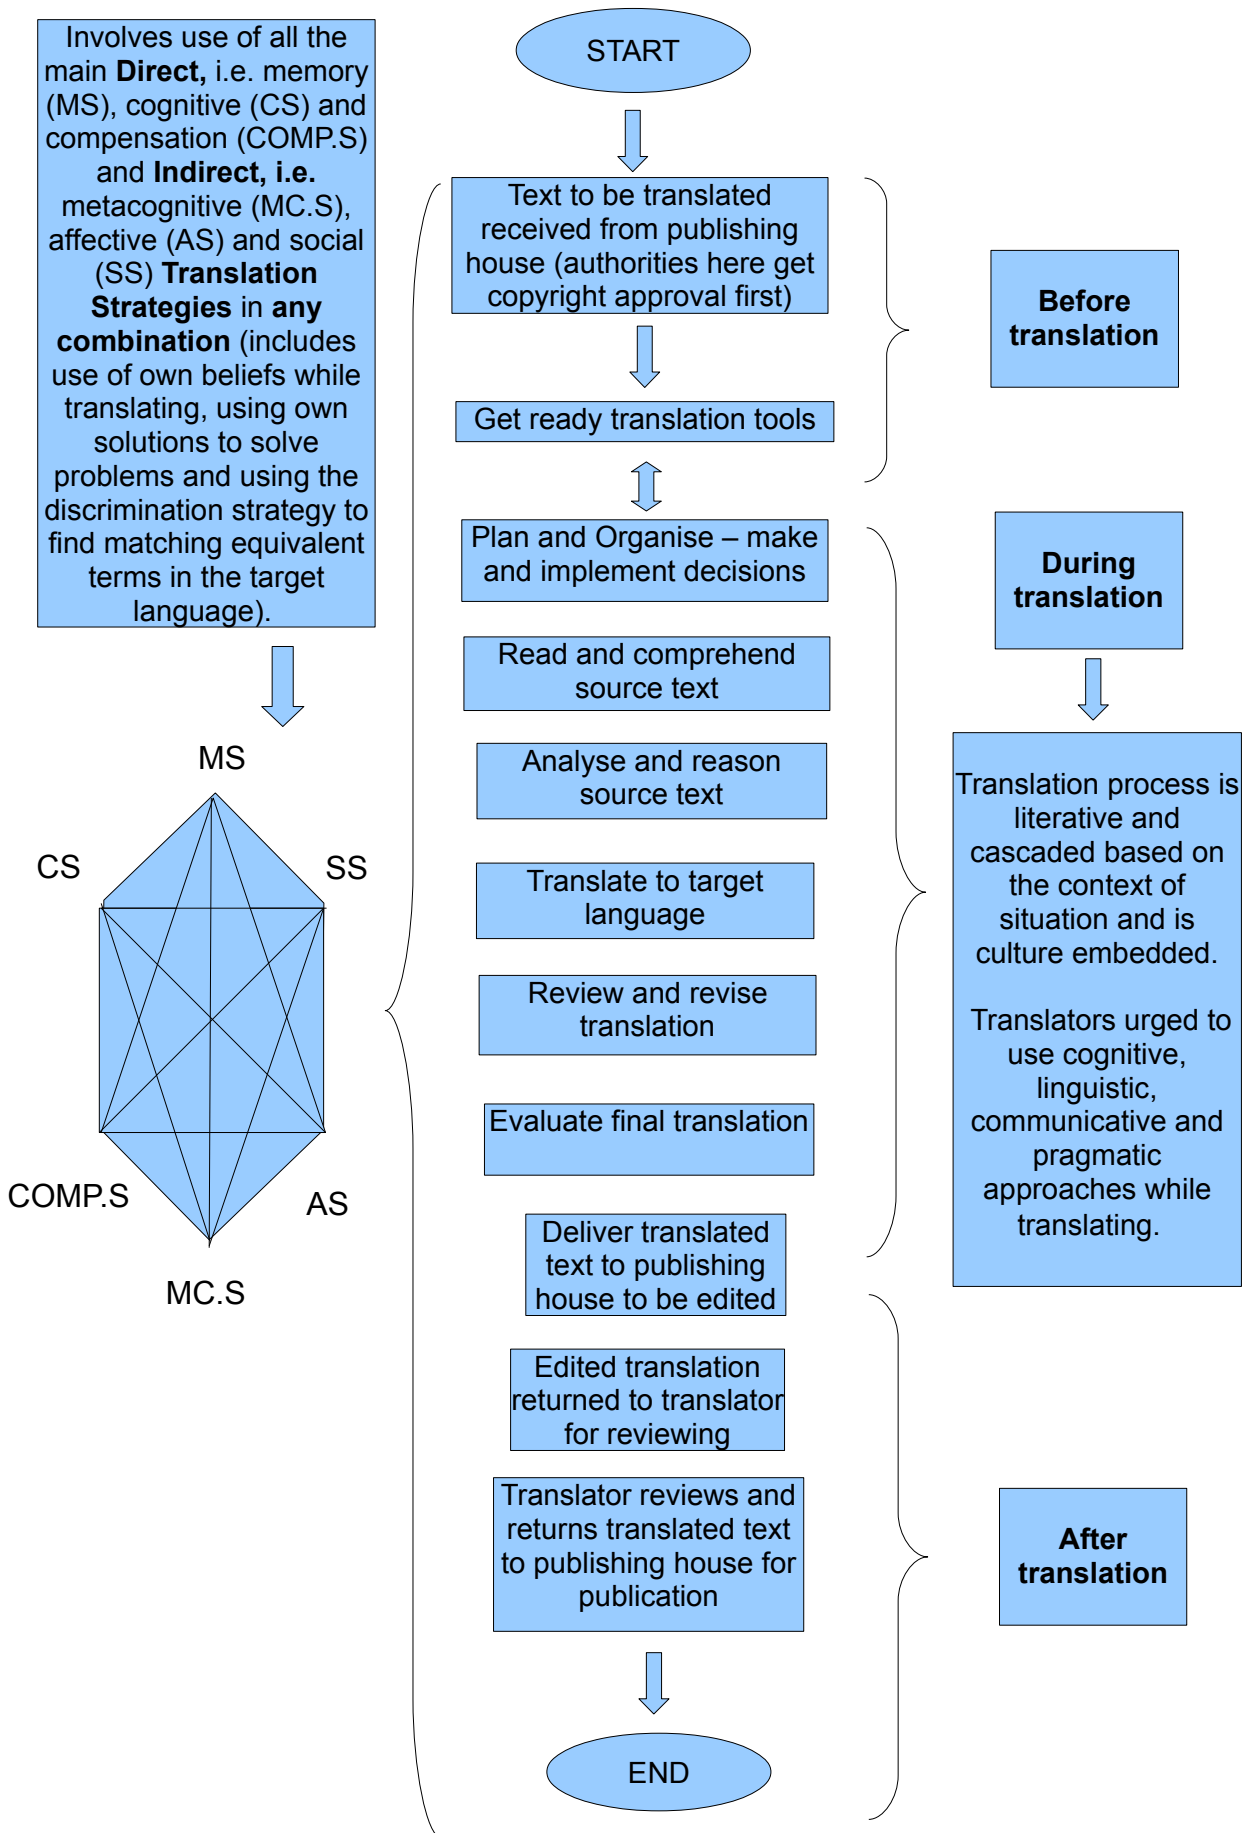 Involves use of all the
main Direct, i.e. memory
(MS), cognitive (CS) and
compensation (COMP.S)
and Indirect, i.e.
metacognitive (MC.S),
affective (AS) and social
(SS) Translation
Strategies in any
combination (includes
use of own beliefs while
translating, using own
solutions to solve
problems and using the
discrimination strategy to
find matching equivalent
terms in the target
language).
MS
CS
SS
COMP.S
AS
MC.S
START
Text to be translated
received from publishing
house (authorities here get
copyright approval first)
Get ready translation tools
Plan and Organise – make
and implement decisions
Read and comprehend
source text
Analyse and reason
source text
Translate to target
language
Review and revise
translation
Evaluate final translation
Deliver translated
text to publishing
house to be edited
Edited translation
returned to translator
for reviewing
Translator reviews and
returns translated text
to publishing house for
publication
END
Before
translation
During
translation
Translation process is
literative and
cascaded based on
the context of
situation and is
culture embedded.
Translators urged to
use cognitive,
linguistic,
communicative and
pragmatic
approaches while
translating.
After
translation